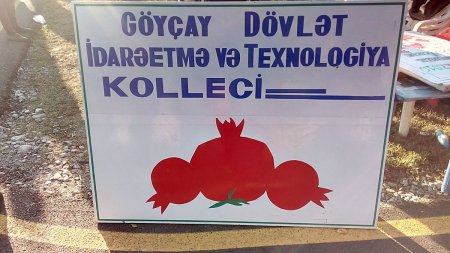 GÖYÇAY DÖVLƏT
İDARƏETMƏ VƏ TEXNOLOGİYA
KOLLECİ